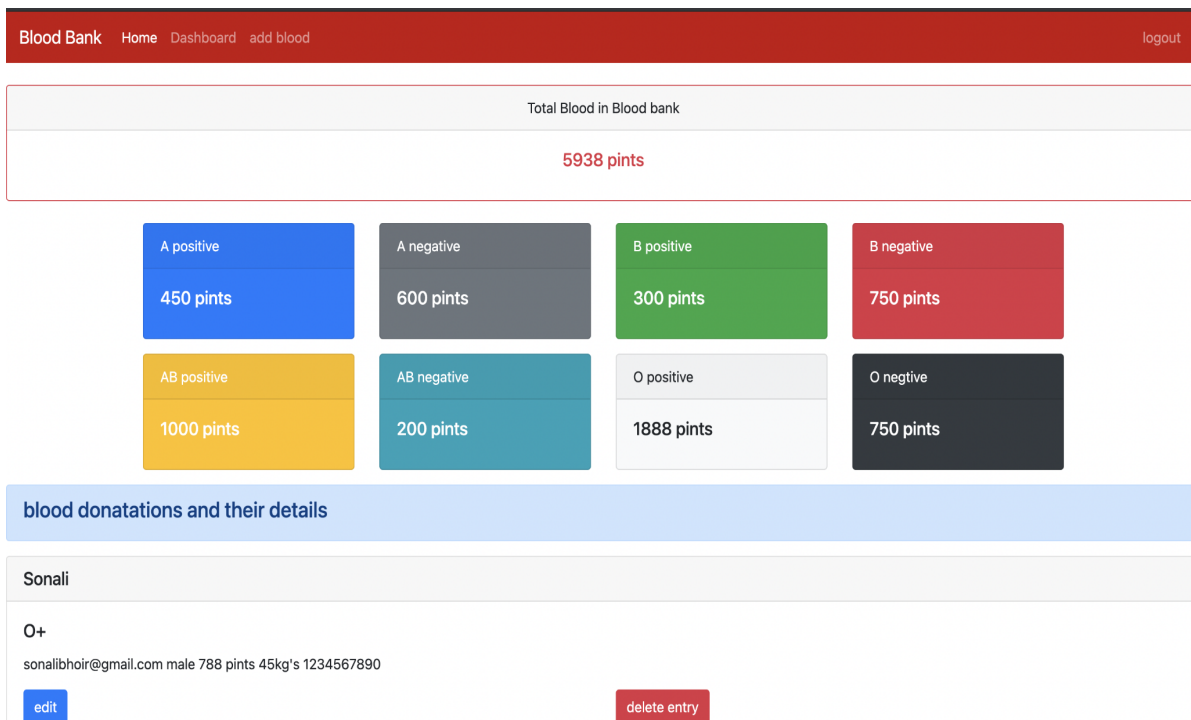 Blood Bank Home Dashboard add blood logout
Total Blood in Blood bank
5938 pints
A positive A negative B positive B negative
450 pints 600 pints 300 pints 750 pints
AB positive AB negative O positive O negtive
1000 pints 200 pints 1888 pints 750 pints
blood donatations and their details
Sonali
O+
sonalibhoir@gmail.com male 788 pints 45kg's 1234567890
edit delete entry